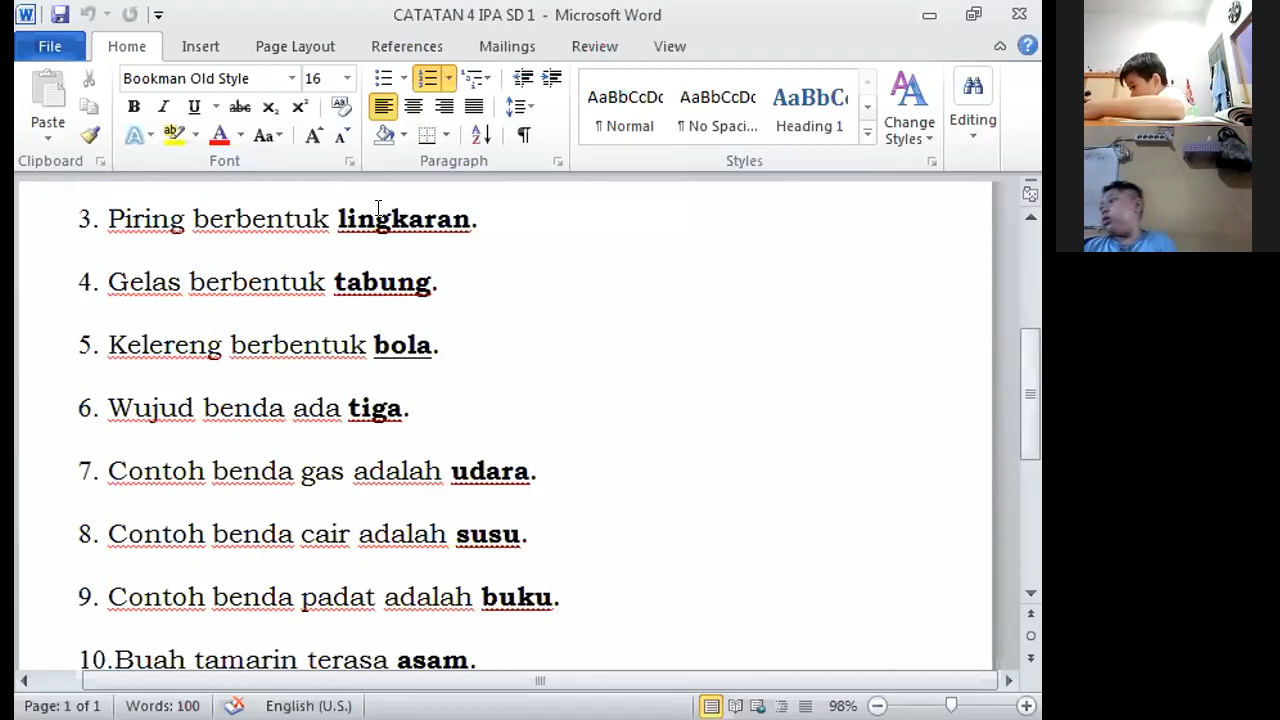 CATATAN 4 IPA SD 1 - Microsoft Word
File Home Insert Page Layout References Mailings Review View
Bookman Old Style 16
AaBbCcDc AaBbCcDc AaBbC
Paste
B I U abc X₂ X²
¶ Normal ¶ No Spaci... Heading 1
Change Styles
Editing
A Aa A A
Clipboard Font Paragraph Styles
3. Piring berbentuk lingkaran.
4. Gelas berbentuk tabung.
5. Kelereng berbentuk bola.
6. Wujud benda ada tiga.
7. Contoh benda gas adalah udara.
8. Contoh benda cair adalah susu.
9. Contoh benda padat adalah buku.
10.Buah tamarin terasa asam.
Page: 1 of 1 Words: 100 English (U.S.) 98%